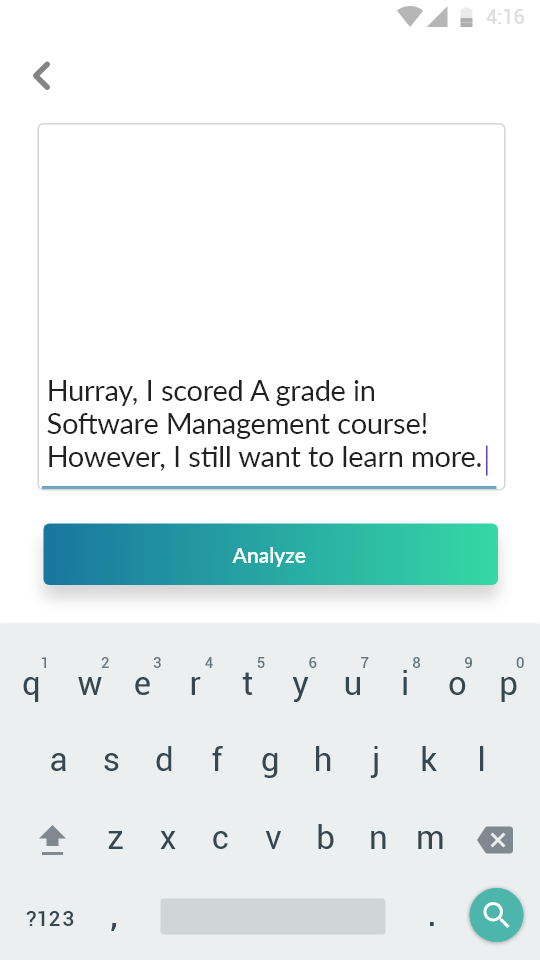 4:16
Hurray, I scored A grade in
Software Management course!
However, I still want to learn more.
Analyze
1 2 3 4 5 6 7 8 9 0
q w e r t y u i o p
a s d f g h j k l
z x c v b n m
?123 , .